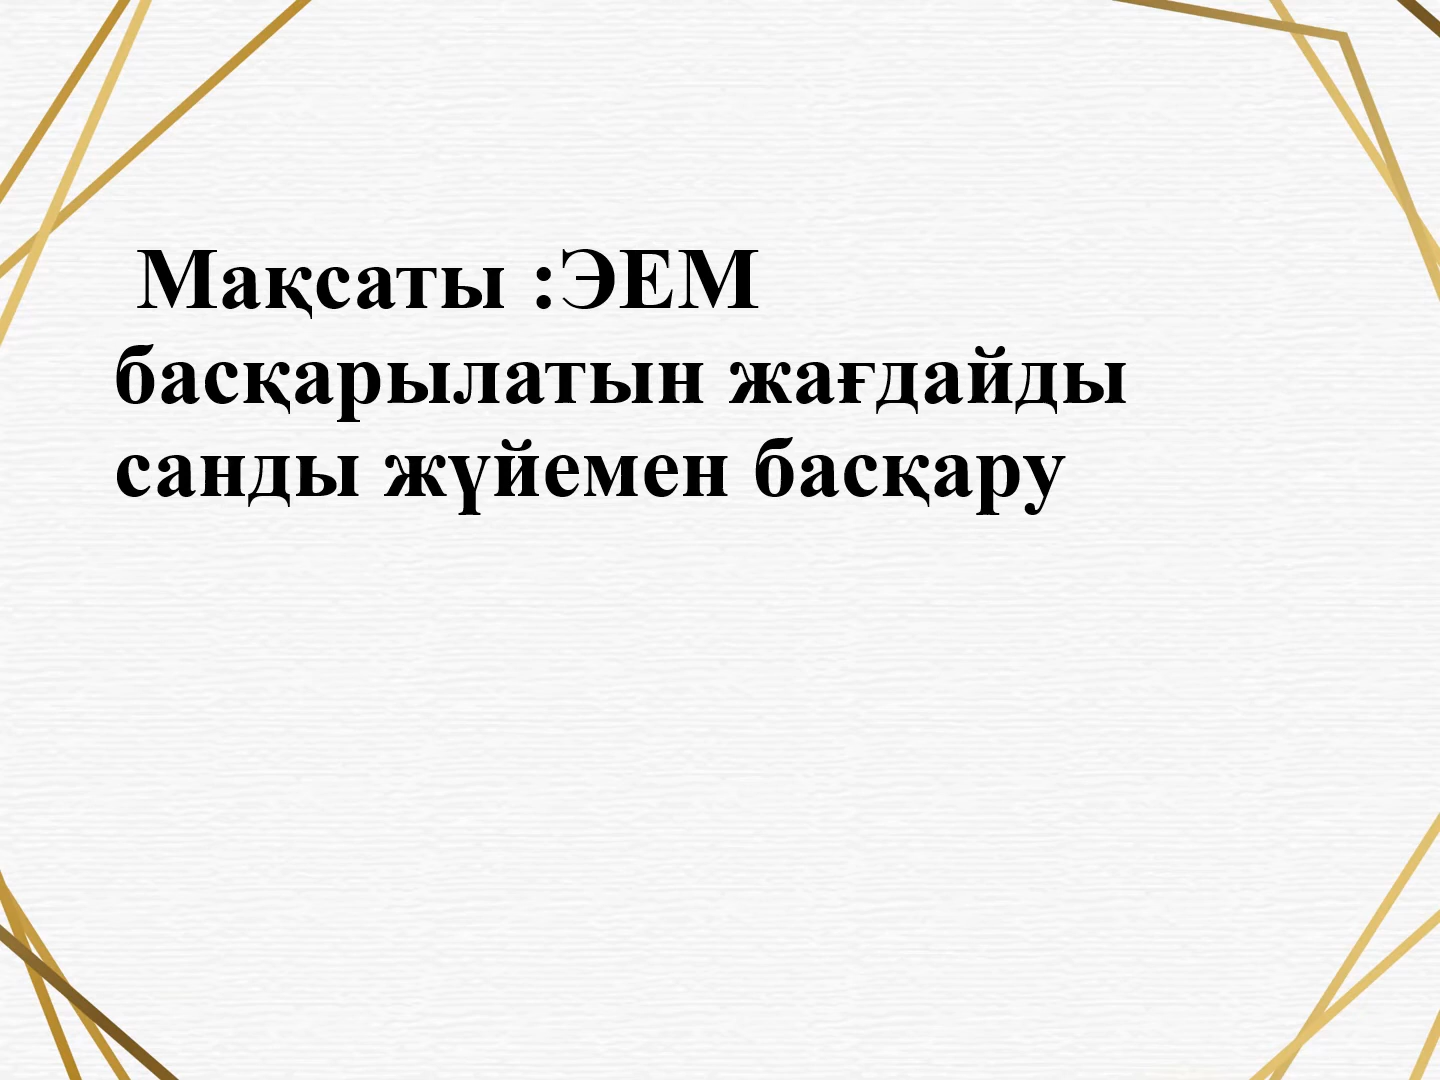 Мақсаты :ЭЕМ
басқарылатын жағдайды
санды жүйемен басқару